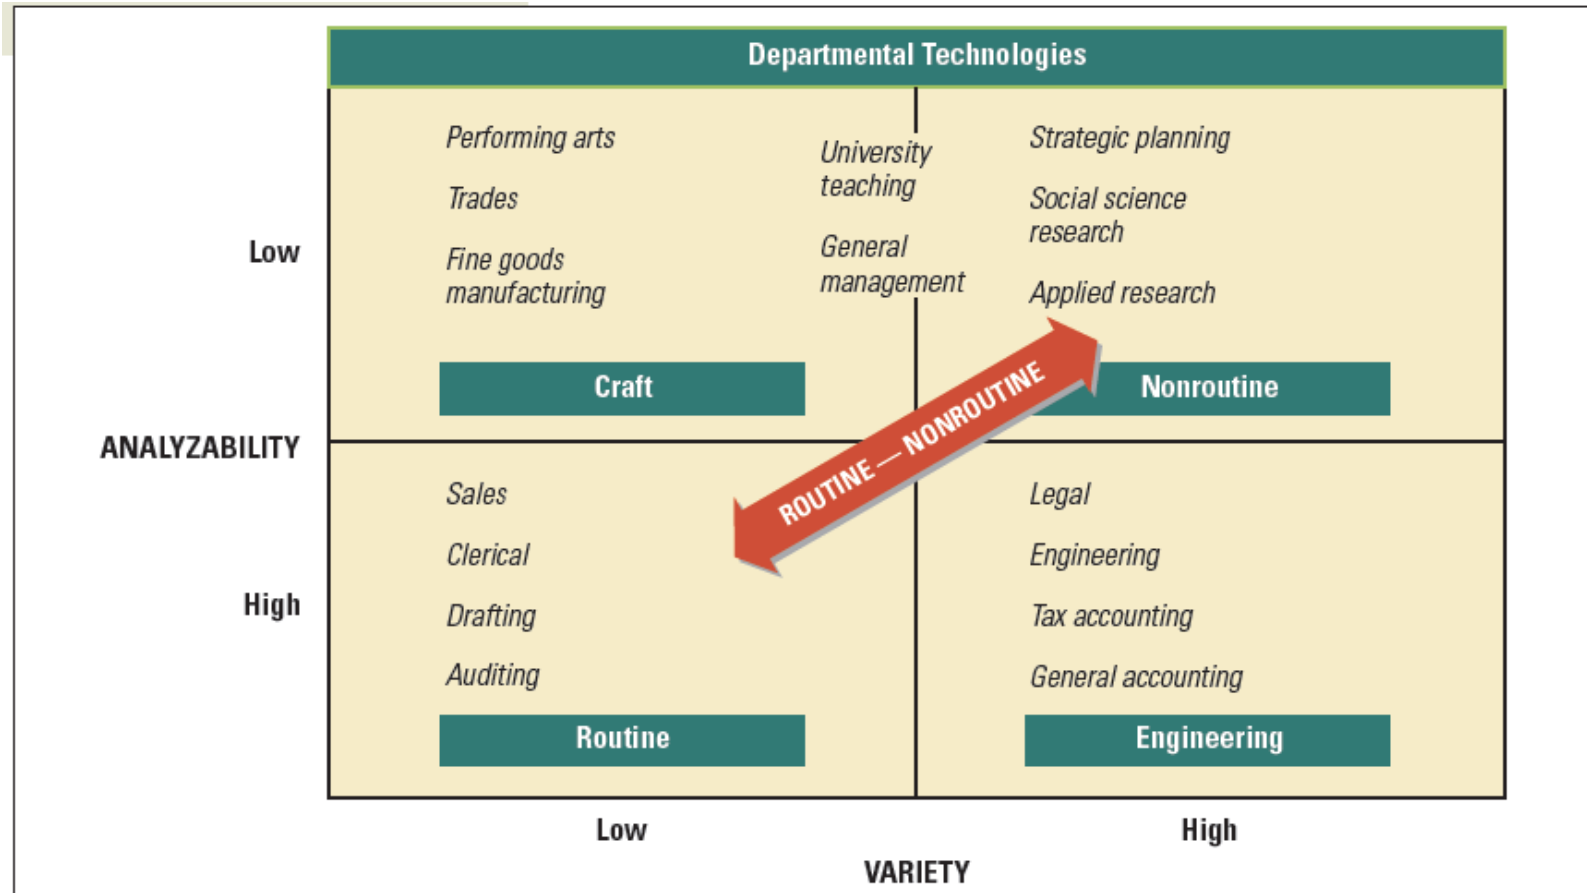 Departmental Technologies
Performing arts
Trades
Fine goods
manufacturing
University
teaching
General
management
Strategic planning
Social science
research
Applied research
Low
Craft
Nonroutine
ROUTINE — NONROUTINE
ANALYZABILITY
Sales
Clerical
Drafting
Auditing
Legal
Engineering
Tax accounting
General accounting
High
Routine
Engineering
Low
High
VARIETY